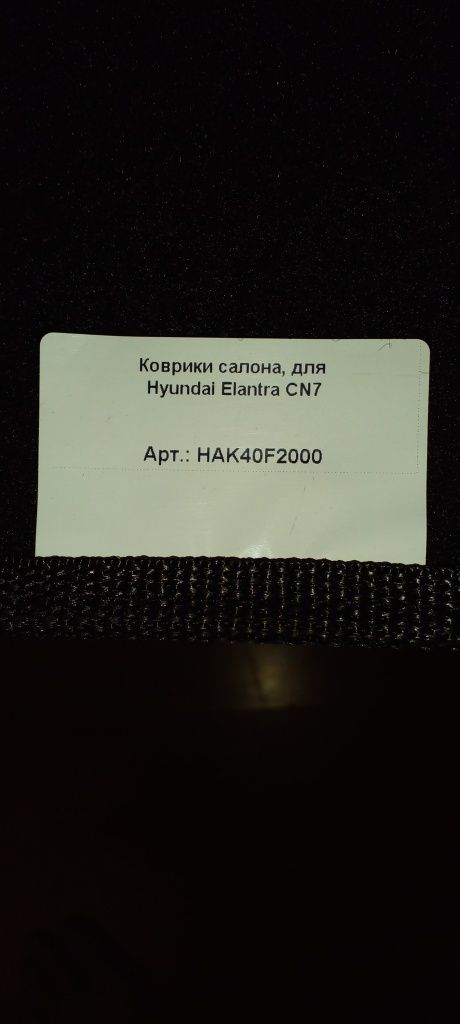 Коврики салона, для
Hyundai Elantra CN7
Арт.: HAK40F2000